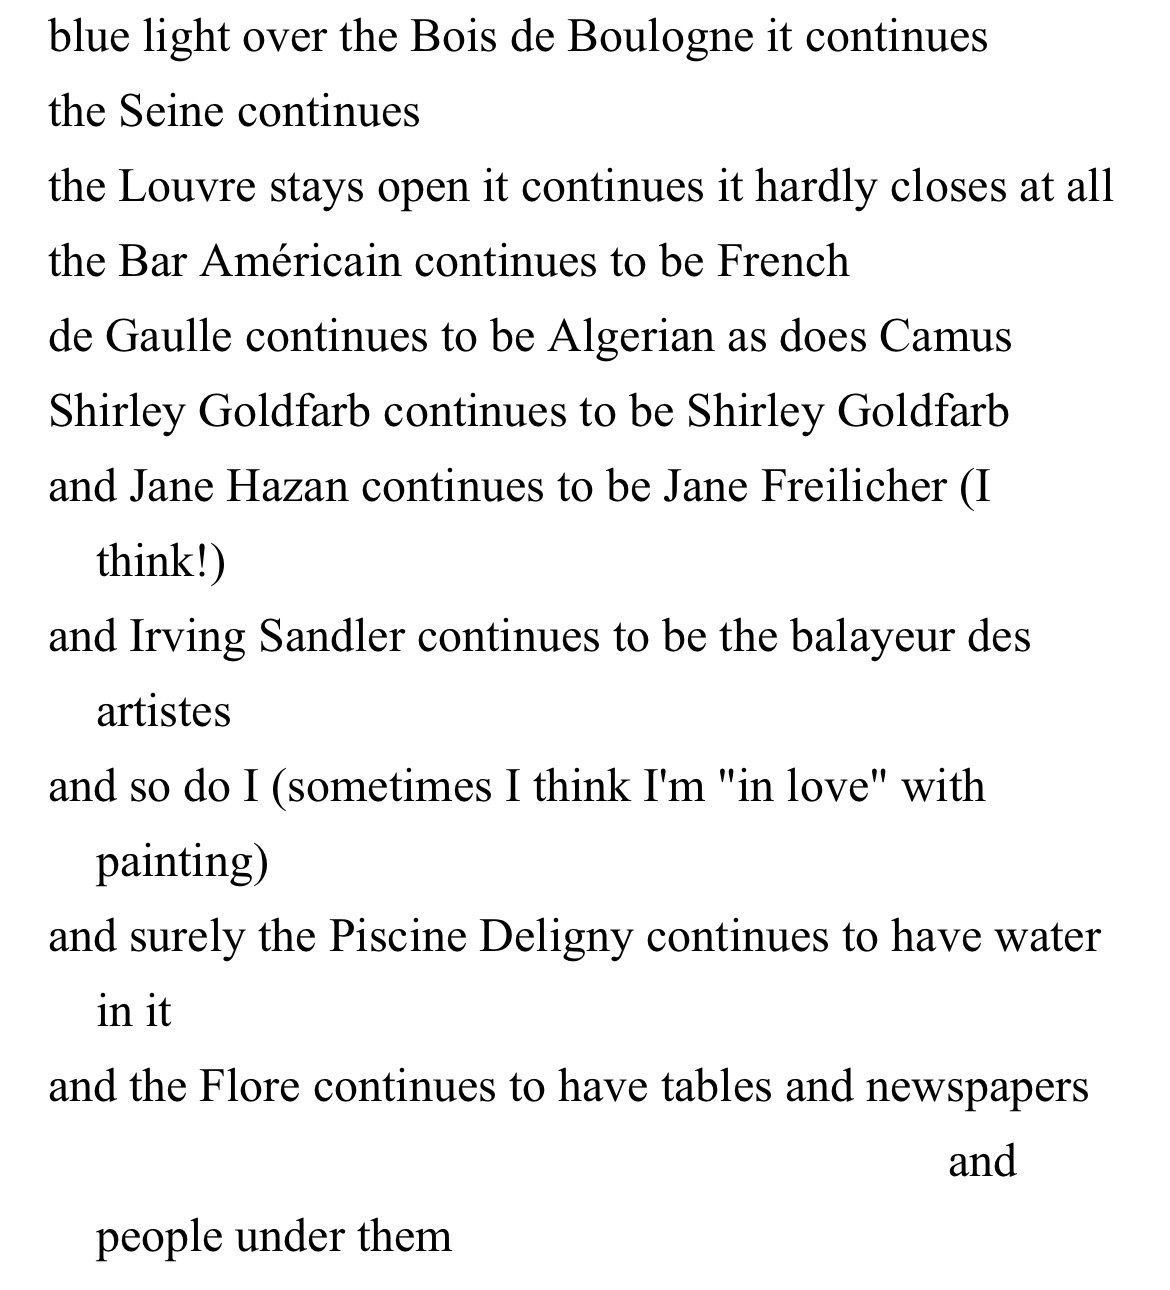 blue light over the Bois de Boulogne it continues
the Seine continues
the Louvre stays open it continues it hardly closes at all
the Bar Américain continues to be French
de Gaulle continues to be Algerian as does Camus
Shirley Goldfarb continues to be Shirley Goldfarb
and Jane Hazan continues to be Jane Freilicher (I
think!)
and Irving Sandler continues to be the balayeur des
artistes
and so do I (sometimes I think I'm "in love" with
painting)
and surely the Piscine Deligny continues to have water
in it
and the Flore continues to have tables and newspapers
and
people under them